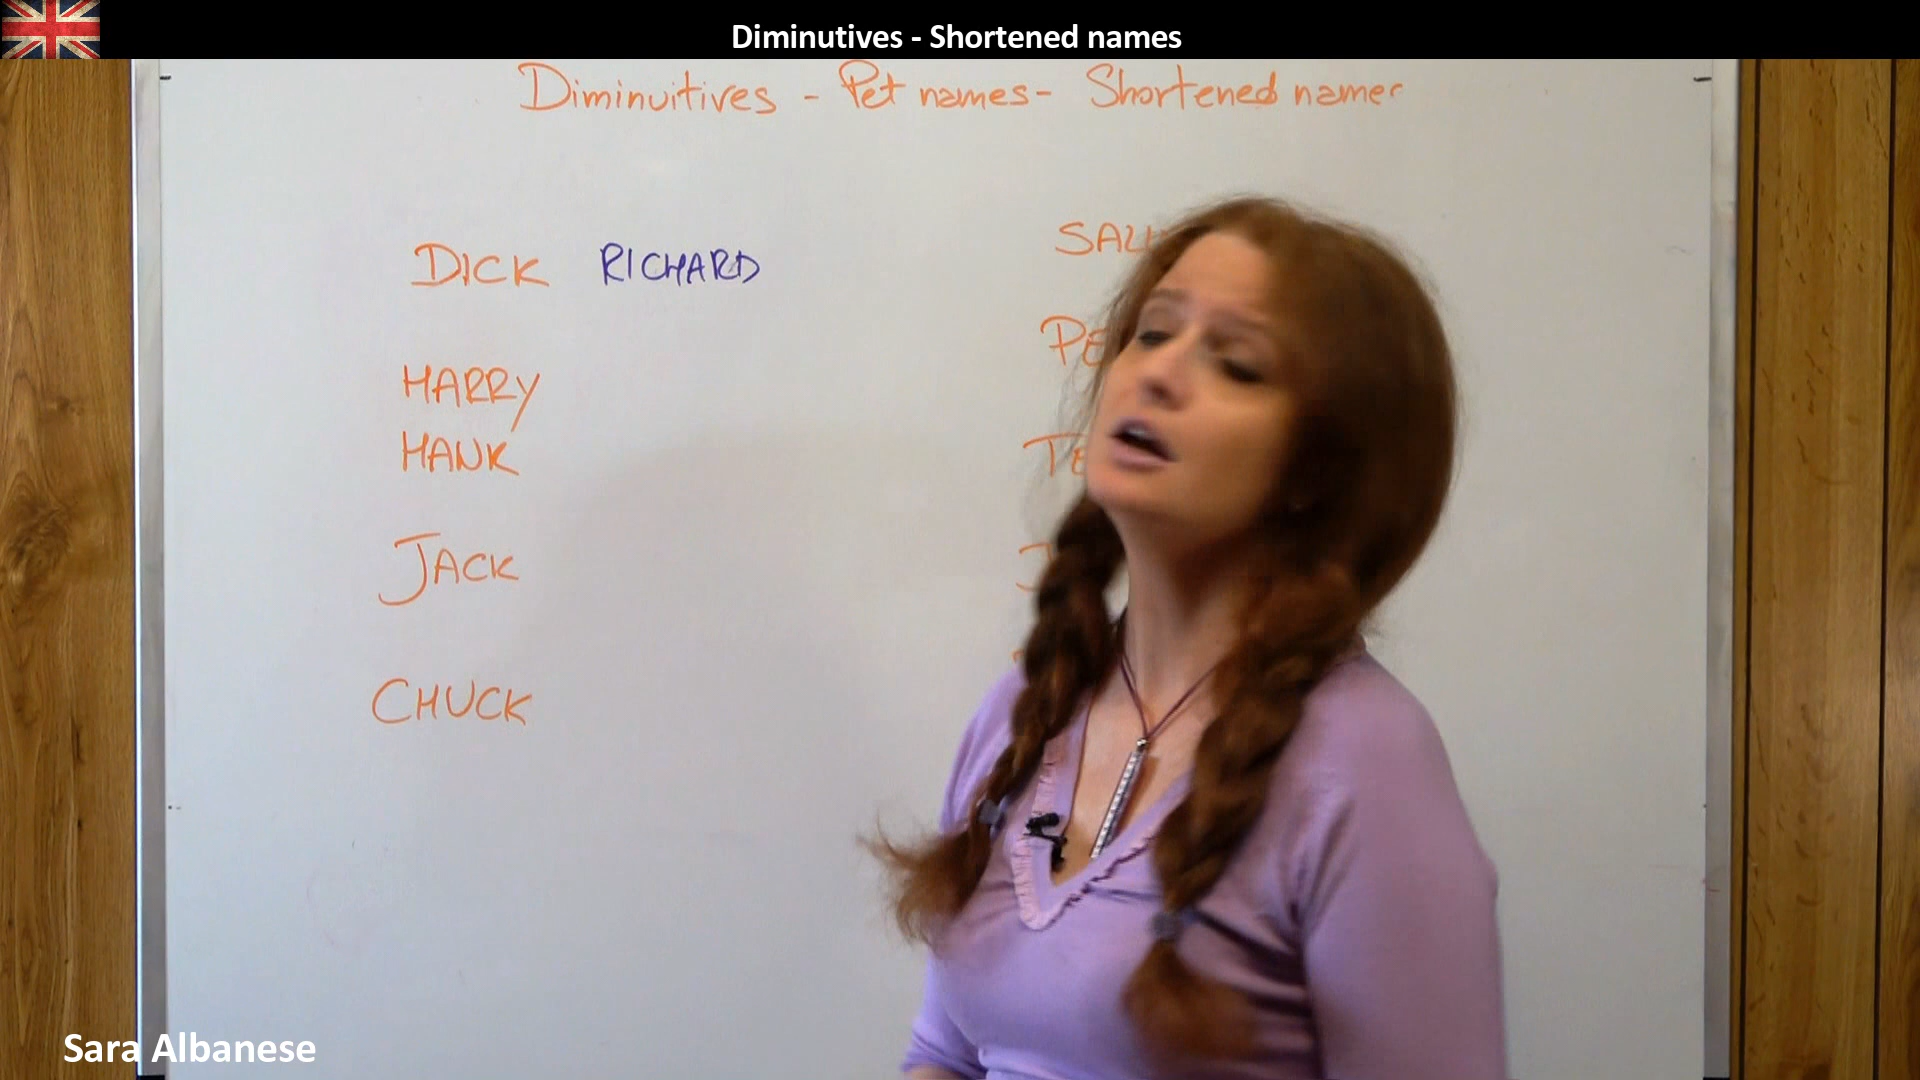 Diminutives - Shortened names
Diminuitives - Pet names - Shortened names
DICK RICHARD
HARRY
HANK
JACK
CHUCK
Sara Albanese